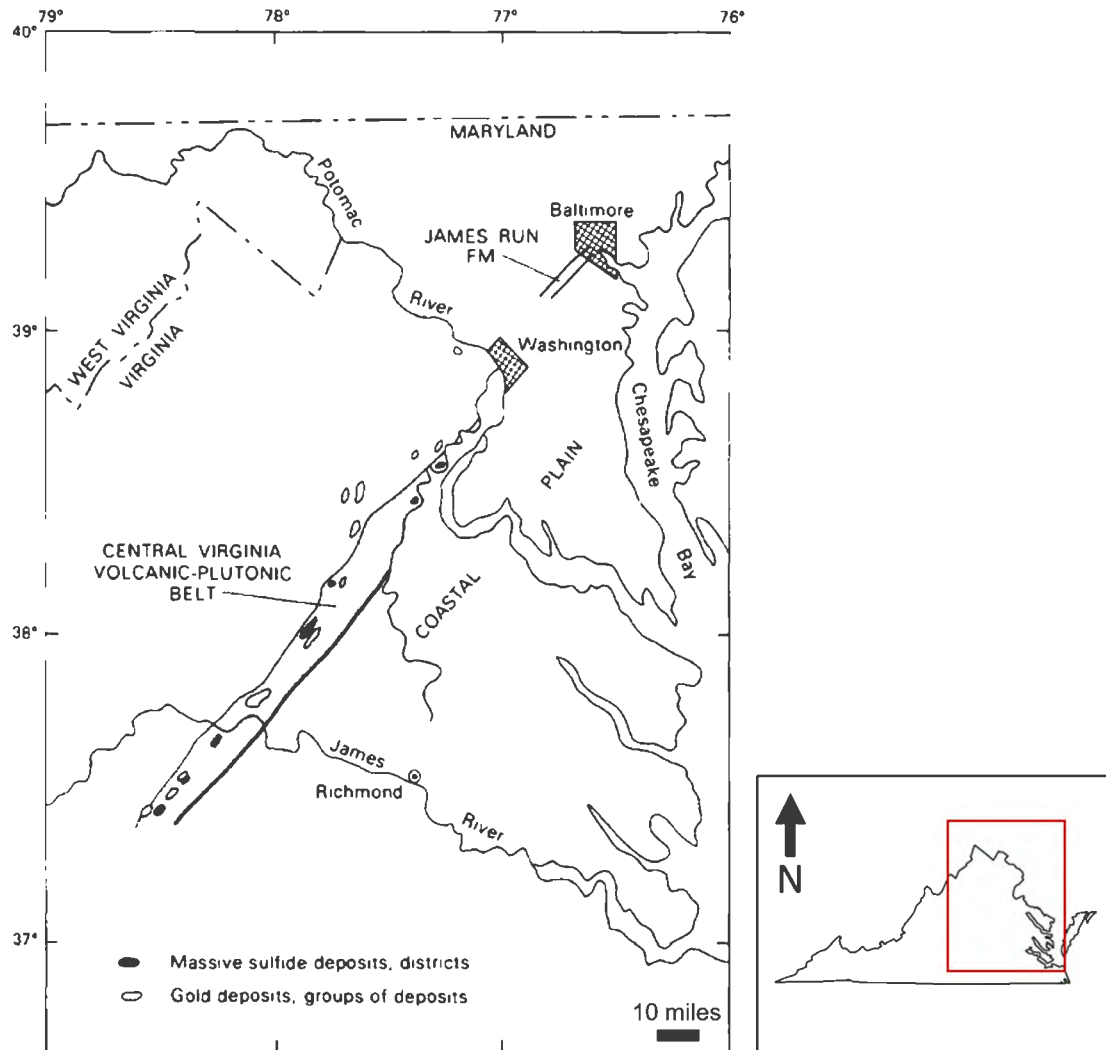 79°
78°
77°
76°
40°
MARYLAND
Potomac
River
Baltimore
JAMES RUN
FM
WEST VIRGINIA
VIRGINIA
39°
Washington
Chesapeake
Bay
COASTAL
PLAIN
CENTRAL VIRGINIA
VOLCANIC-PLUTONIC
BELT
38°
James
River
Richmond
37°
Massive sulfide deposits, districts
Gold deposits, groups of deposits
10 miles
N